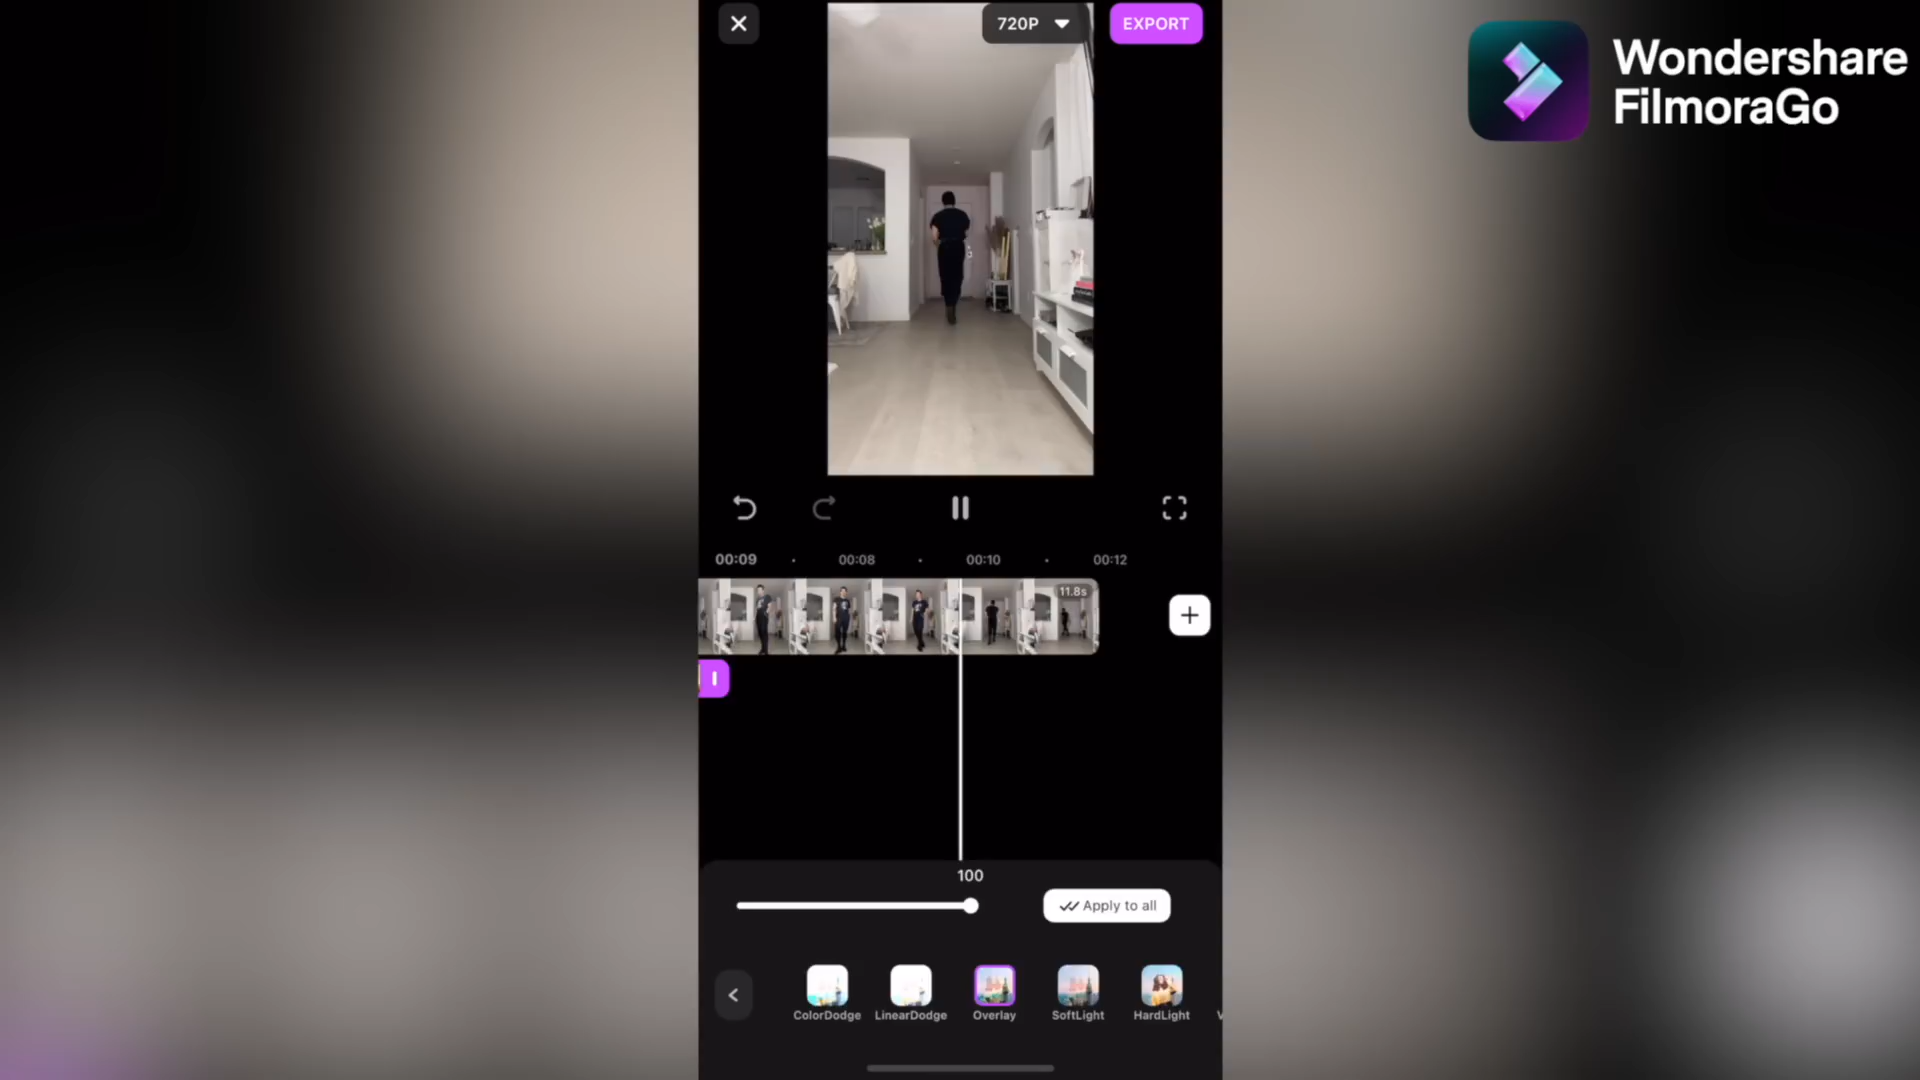 720P
EXPORT
Wondershare
FilmoraGo
00:09
00:08
00:10
00:12
11.8s
100
Apply to all
ColorDodge
LinearDodge
Overlay
SoftLight
HardLight